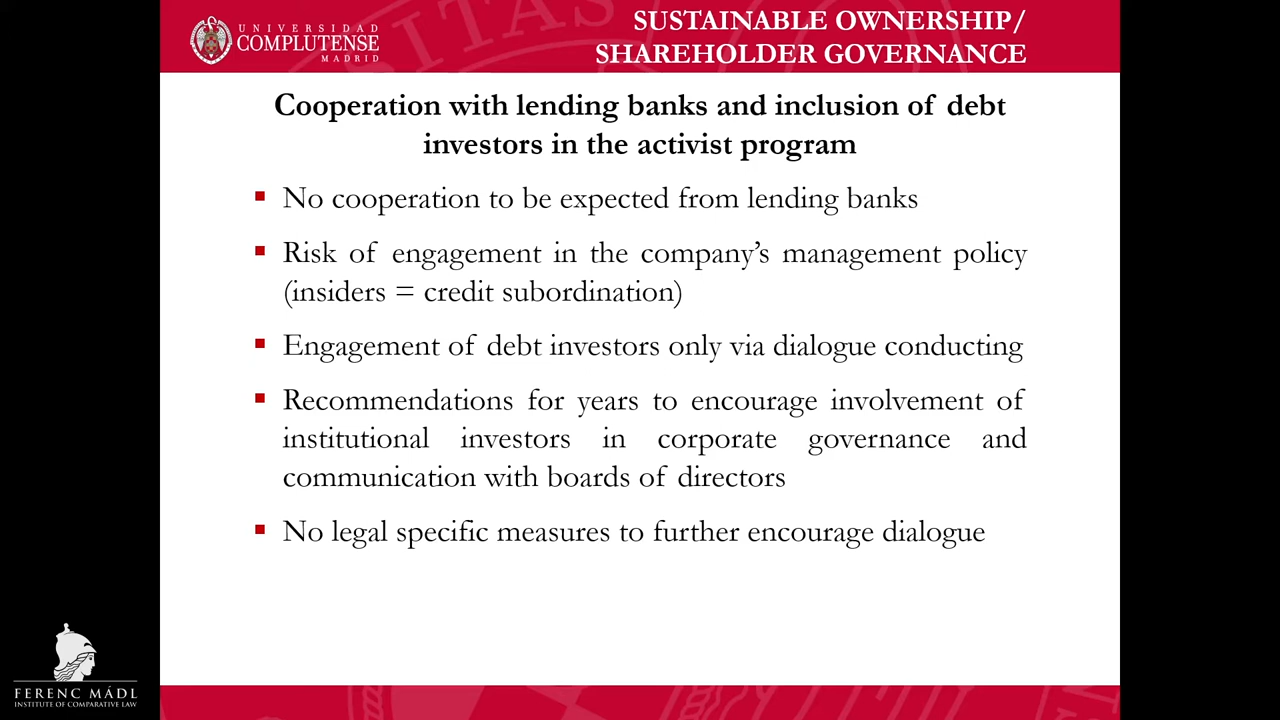 UNIVERSIDAD
COMPLUTENSE
MADRID
SUSTAINABLE OWNERSHIP/
SHAREHOLDER GOVERNANCE
Cooperation with lending banks and inclusion of debt
investors in the activist program
▪ No cooperation to be expected from lending banks
▪ Risk of engagement in the company’s management policy
(insiders = credit subordination)
▪ Engagement of debt investors only via dialogue conducting
▪ Recommendations for years to encourage involvement of
institutional investors in corporate governance and
communication with boards of directors
▪ No legal specific measures to further encourage dialogue
FERENC MÁDL
INSTITUTE OF COMPARATIVE LAW